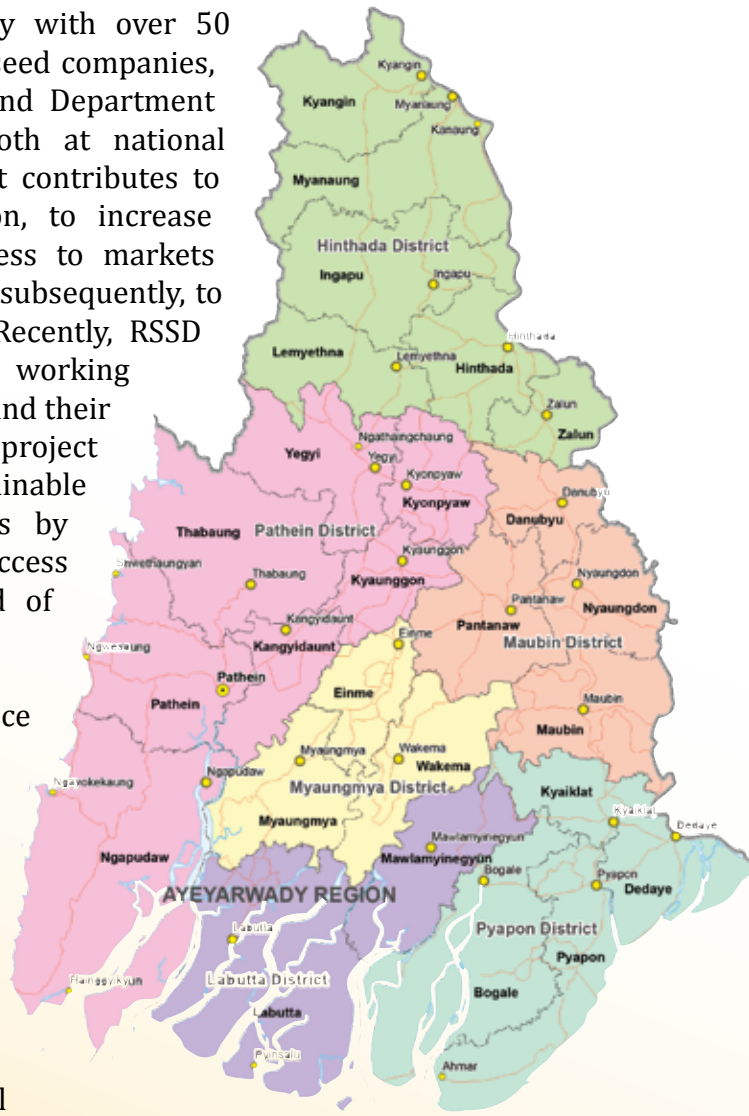 y with over 50
seed companies,
nd Department
oth at national
t contributes to
on, to increase
ess to markets
subsequently, to
Recently, RSSD
working
and their
project
inable
s by
ccess
d of
ce
l
Kyangin
Kyangin
Myanaung
Kanaung
Myanaung
Hinthada District
Ingapu
Ingapu
Hinthada
Lemyethna
Lemyethna
Hinthada
Zalun
Zalun
Ngathaingchaung
Yegyi
Yegyi
Kyonpyaw
Kyonpyaw
Danubyu
Danubyu
Thabaung
Pathein District
Kyaunggon
Kyaunggon
Shwethaungyan
Thabaung
Nyaungdon
Nyaungdon
Pantanaw
Pantanaw
Kangyidaunt
Kangyidaunt
Einme
Maubin District
Ngwesaung
Pathein
Pathein
Einme
Maubin
Maubin
Myaungmya
Wakema
Wakema
Ngayokekaung
Ngapudaw
Myaungmya District
Kyaiklat
Myaungmya
Kyaiklat
Dedaye
Mawlamyinegyun
Mawlamyinegyun
Ngapudaw
Bogale
Pyapon
Dedaye
AYEYARWADY REGION
Labutta
Pyapon District
Pyapon
Labutta District
Hainggyikyun
Bogale
Labutta
Pyinsalu
Ahmar